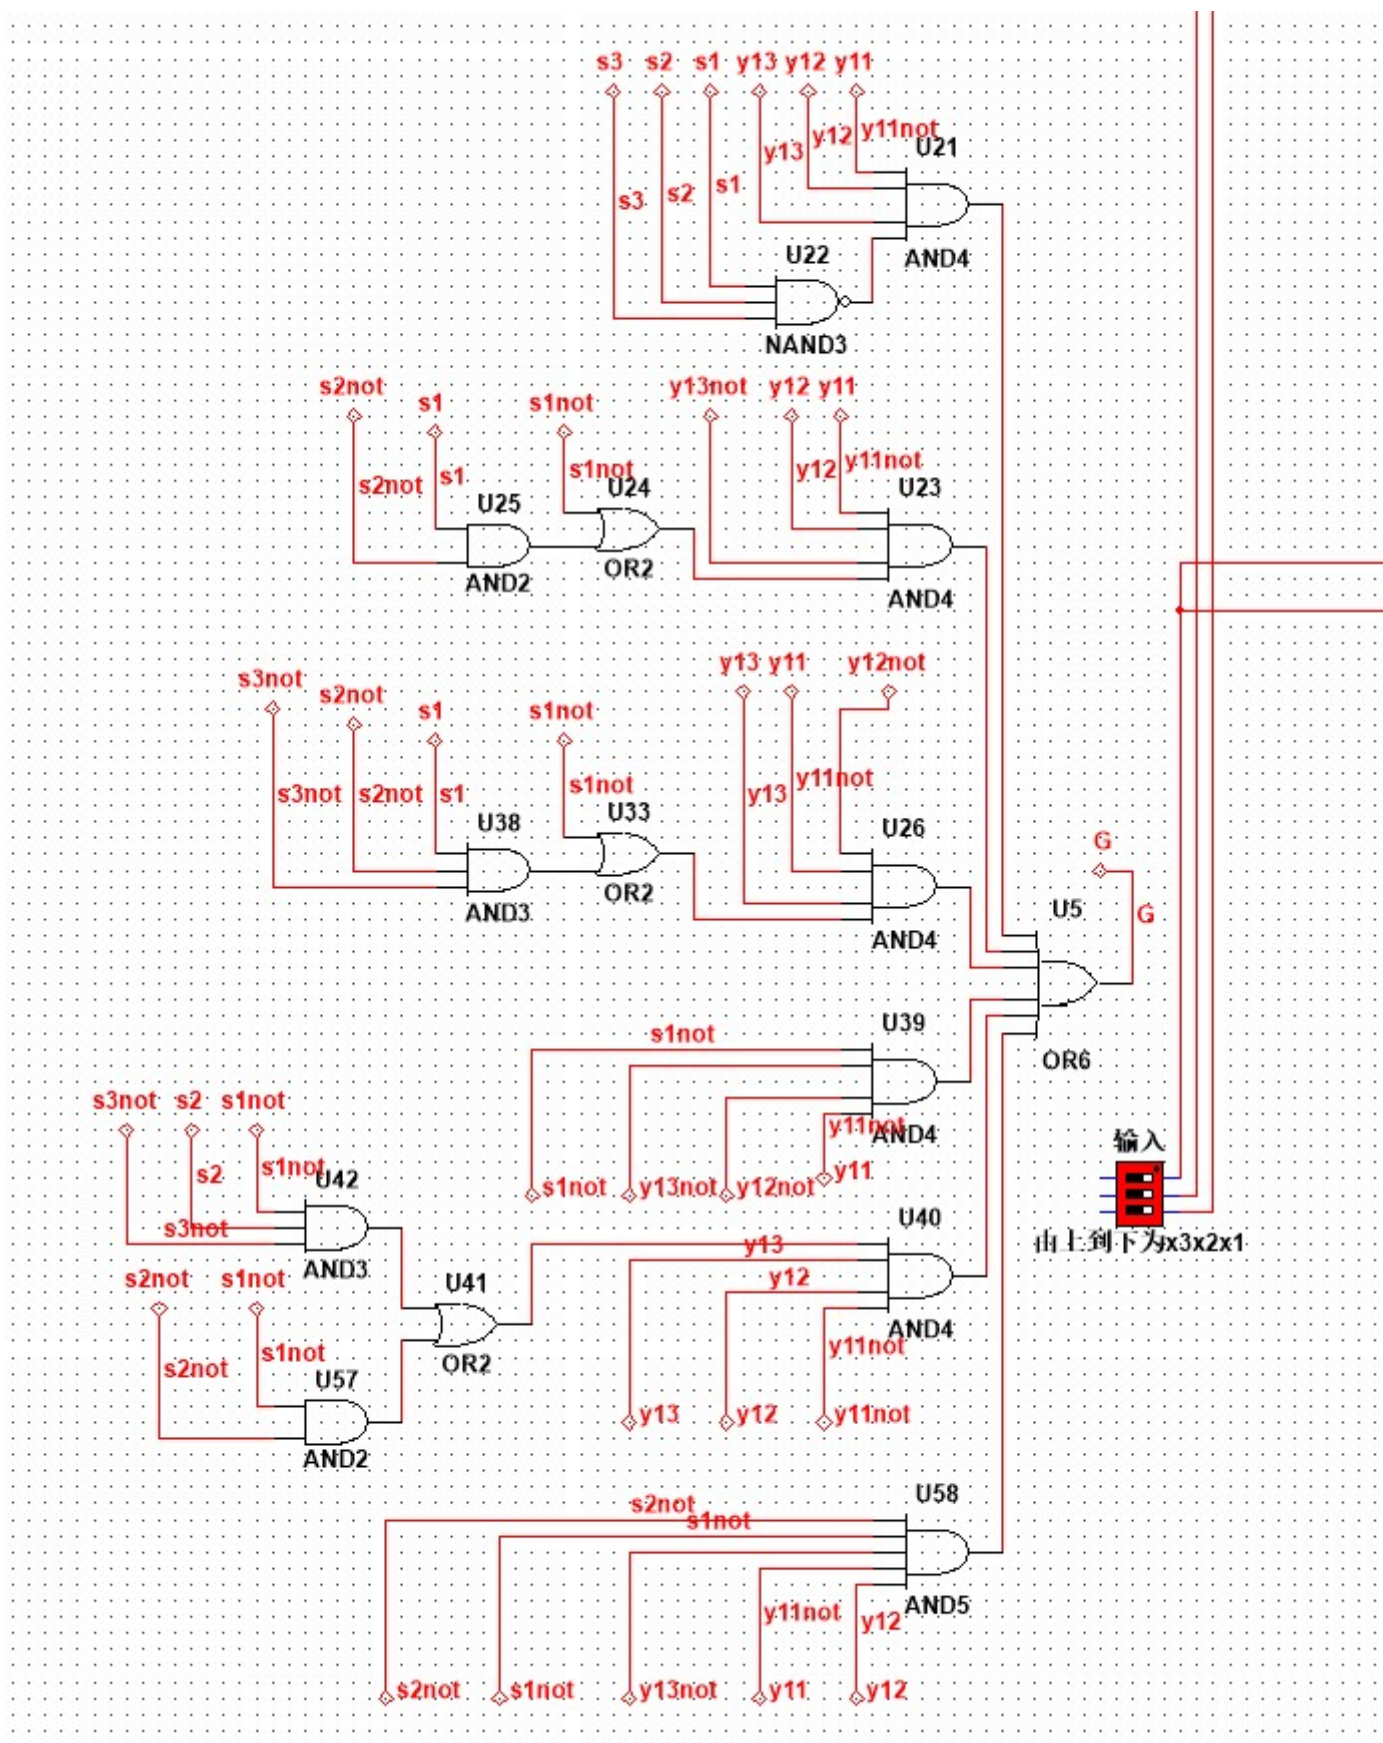 s3 s2 s1 y13 y12 y11
y11not
y12
U21
y13
s1
s2
s3
U22
AND4
NAND3
s2not
s1
s1not
y13not y12 y11
s1not
y12
y11not
s1
s2not
U24
U23
U25
OR2
AND2
AND4
s3not
s2not
s1
s1not
y13 y11 y12not
s3not s2not s1
s1not
y13
y11not
U38
U33
U26
AND3
OR2
AND4
G
U5
G
s1not
U39
OR6
s3not s2 s1not
y11not
AND4
输入
s2
s1not
U42
y11
s1not y13not y12not
s3not
U40
由上到下为x3x2x1
y13
AND3
s2not s1not
U41
y12
AND4
s1not
s2not
OR2
y11not
U57
y13 y12 y11not
AND2
s2not
s1not
U58
y11not
y12
AND5
s2not s1not y13not y11 y12